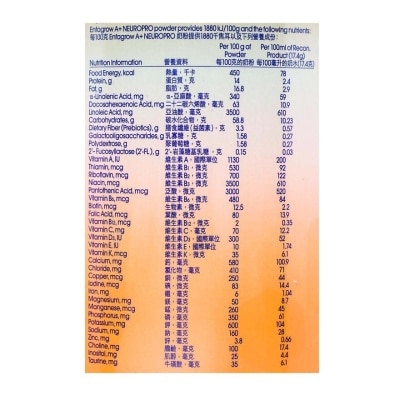 Enfagrow A+ NEUROPRO powder provides 1880 kJ/100g and the following nutrients:
每100克 Enfagrow A+ NEUROPRO 奶粉提供1880千焦耳以及下列營養成份:
Per 100 g of Powder 每100克的奶粉 Per 100ml of Recon. Product (17.4g) 每100毫升的奶水(17.4克)
Nutrition Information 營養資料
Food Energy, kcal 熱量，千卡 450 78
Protein, g 蛋白質，克 14 2.4
Fat, g 脂肪，克 16.8 2.9
α-Linolenic Acid, mg α-亞麻酸，毫克 340 59
Docosahexaenoic Acid, mg 二十二碳六烯酸，毫克 63 10.9
Linoleic Acid, mg 亞油酸，毫克 3500 610
Carbohydrates, g 碳水化合物，克 58.8 10.23
Dietary Fiber (Prebiotics), g 膳食纖維(益菌素)，克 3.3 0.57
Galactooligosaccharides, g 乳寡糖，克 1.58 0.27
Polydextrose, g 聚葡萄糖，克 1.58 0.27
2'- Fucosyllactose (2'-FL), g 2'-岩藻糖基乳糖，克 0.15 0.03
Vitamin A, IU 維生素A，國際單位 1130 200
Thiamin, mcg 維生素B₁，微克 530 92
Riboflavin, mcg 維生素B₂，微克 700 122
Niacin, mcg 維生素B₃，微克 3500 610
Pantothenic Acid, mcg 維生素B₅，微克 3000 520
Vitamin B₆, mcg 維生素B₆，微克 480 84
Biotin, mcg 生物素，微克 12.5 2.2
Folic Acid, mcg 葉酸，微克 80 13.9
Vitamin B₁₂, mcg 維生素B₁₂，微克 2 0.35
Vitamin C, mg 維生素C，毫克 70 12.2
Vitamin D₃, IU 維生素D₃，國際單位 300 52
Vitamin E, IU 維生素E，國際單位 10 1.74
Vitamin K, mcg 維生素K，微克 35 6.1
Calcium, mg 鈣，毫克 580 100.9
Chloride, mg 氯化物，毫克 410 71
Copper, mcg 銅，微克 250 44
Iodine, mcg 碘，微克 83 14.4
Iron, mg 鐵，毫克 6 1.04
Magnesium, mg 鎂，毫克 50 8.7
Manganese, mcg 錳，微克 260 45
Phosphorus, mg 磷，毫克 350 61
Potassium, mg 鉀，毫克 600 104
Sodium, mg 鈉，毫克 160 28
Zinc, mg 鋅，毫克 3.8 0.66
Choline, mg 膽鹼，毫克 100 17.4
Inositol, mg 肌醇，毫克 25 4.4
Taurine, mg 牛磺酸，毫克 35 6.1